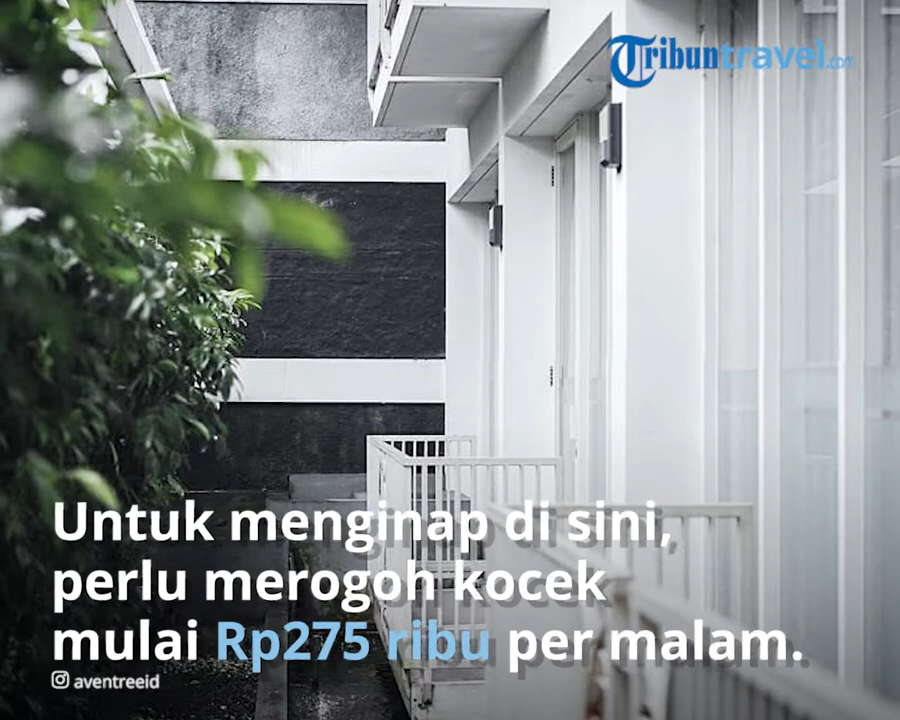 Tribuntravel.com
Untuk menginap di sini,
perlu merogoh kocek
mulai Rp275 ribu per malam.
aventreeid